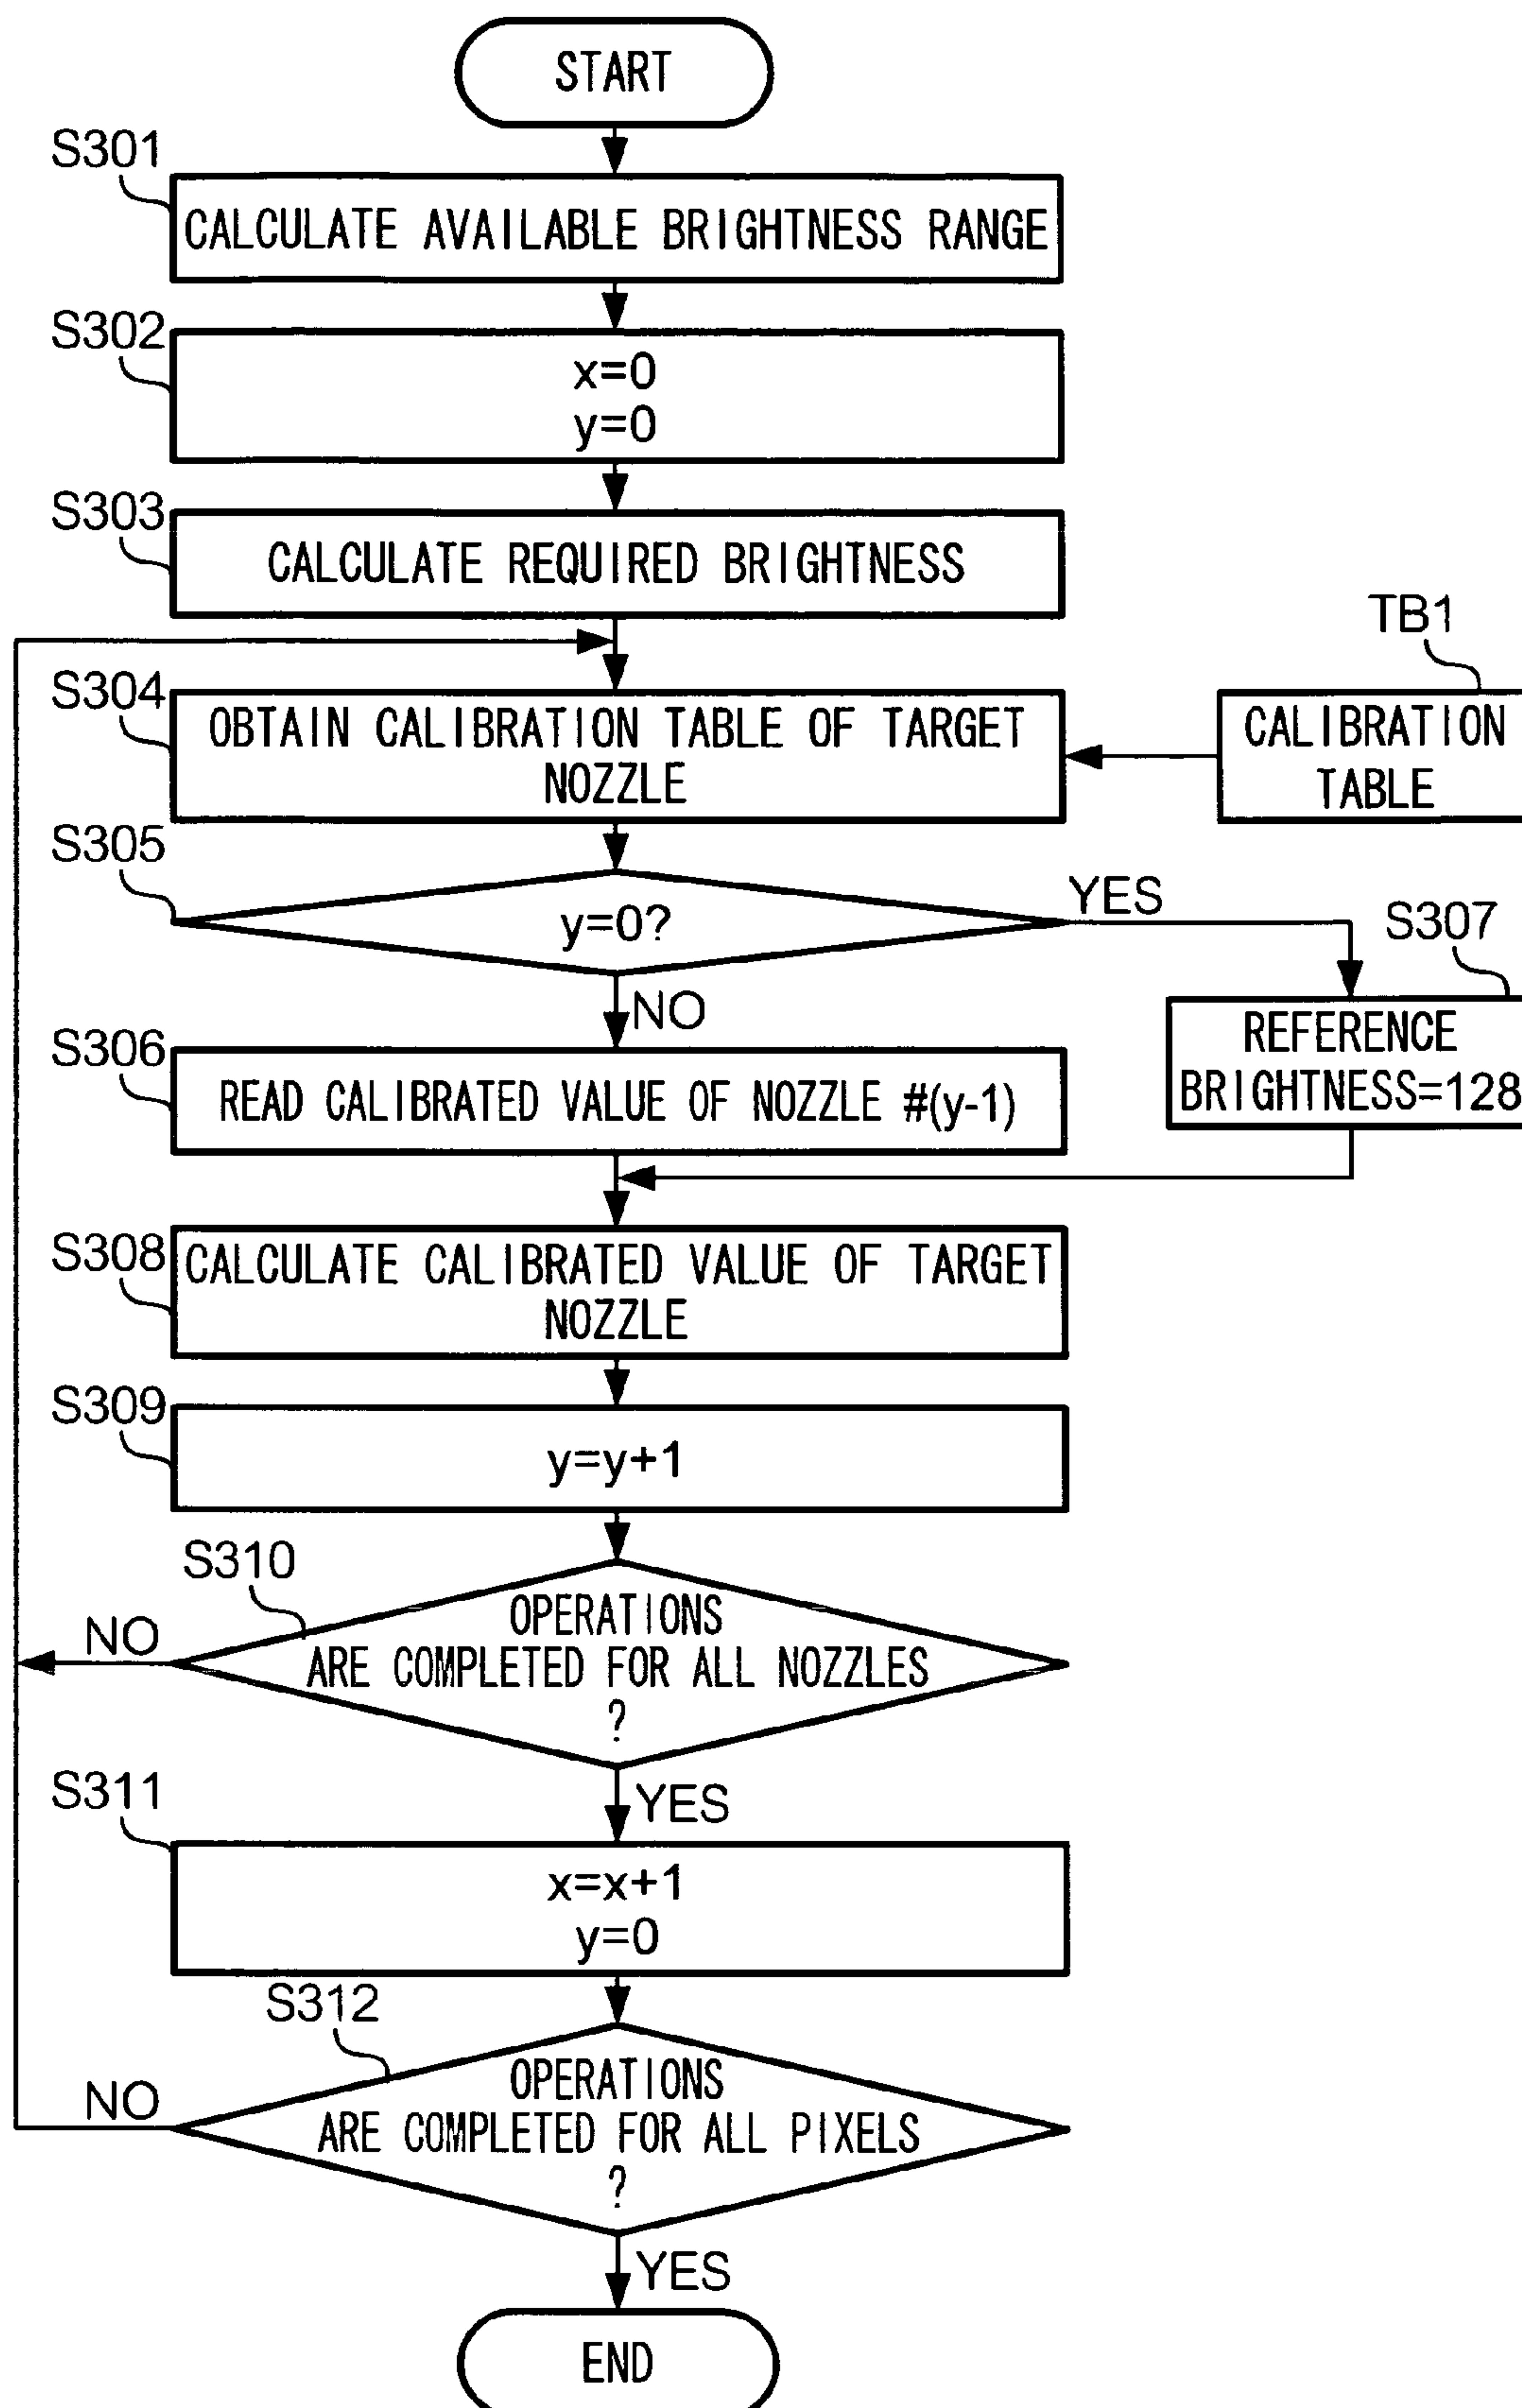 START
S301
CALCULATE AVAILABLE BRIGHTNESS RANGE
S302
x=0
y=0
S303
CALCULATE REQUIRED BRIGHTNESS
TB1
S304
OBTAIN CALIBRATION TABLE OF TARGET
NOZZLE
CALIBRATION
TABLE
S305
y=0?
YES
S307
NO
REFERENCE
BRIGHTNESS=128
S306
READ CALIBRATED VALUE OF NOZZLE #(y-1)
S308
CALCULATE CALIBRATED VALUE OF TARGET
NOZZLE
S309
y=y+1
S310
OPERATIONS
ARE COMPLETED FOR ALL NOZZLES
?
NO
YES
S311
x=x+1
y=0
S312
OPERATIONS
ARE COMPLETED FOR ALL PIXELS
?
NO
YES
END